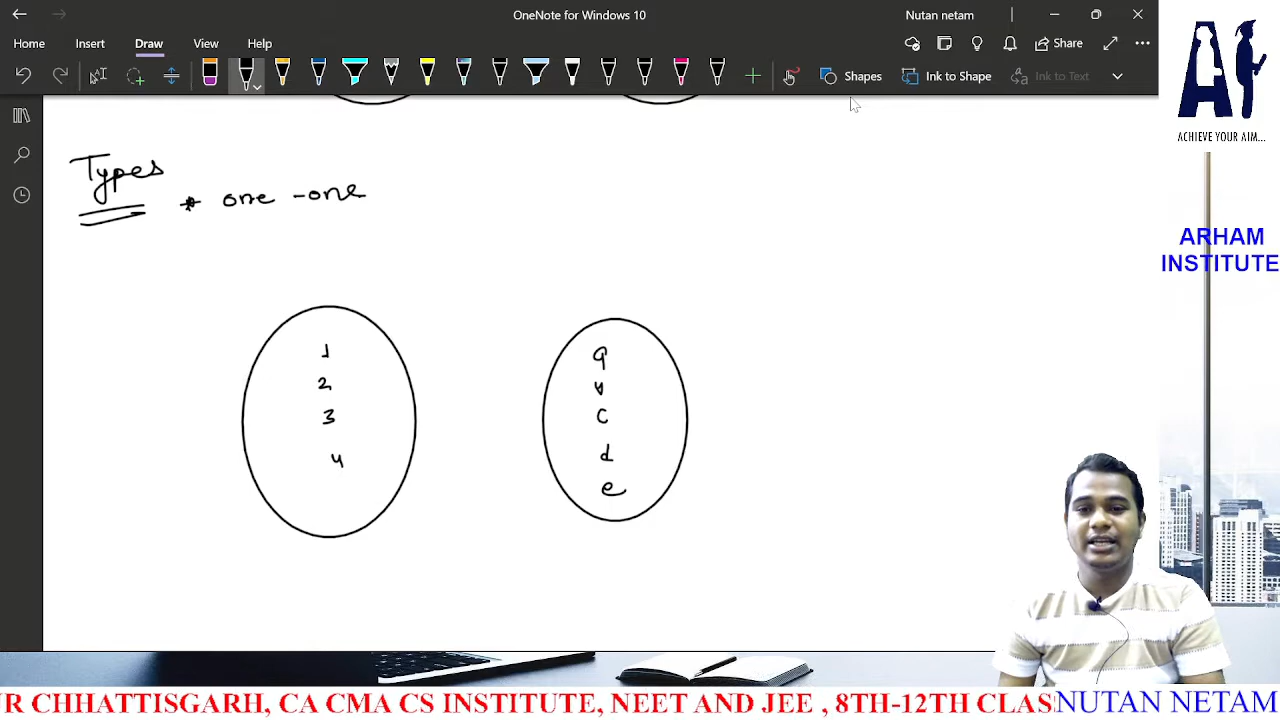 OneNote for Windows 10
Nutan netam
Home Insert Draw View Help
Share
Shapes
Ink to Shape
Ink to Text
ACHIEVE YOUR AIM...
ARHAM
INSTITUTE
Types
* one -one
1
2
3
4
a
c
d
e
UR CHHATTISGARH, CA CMA CS INSTITUTE, NEET AND JEE , 8TH-12TH CLAS
NUTAN NETAM